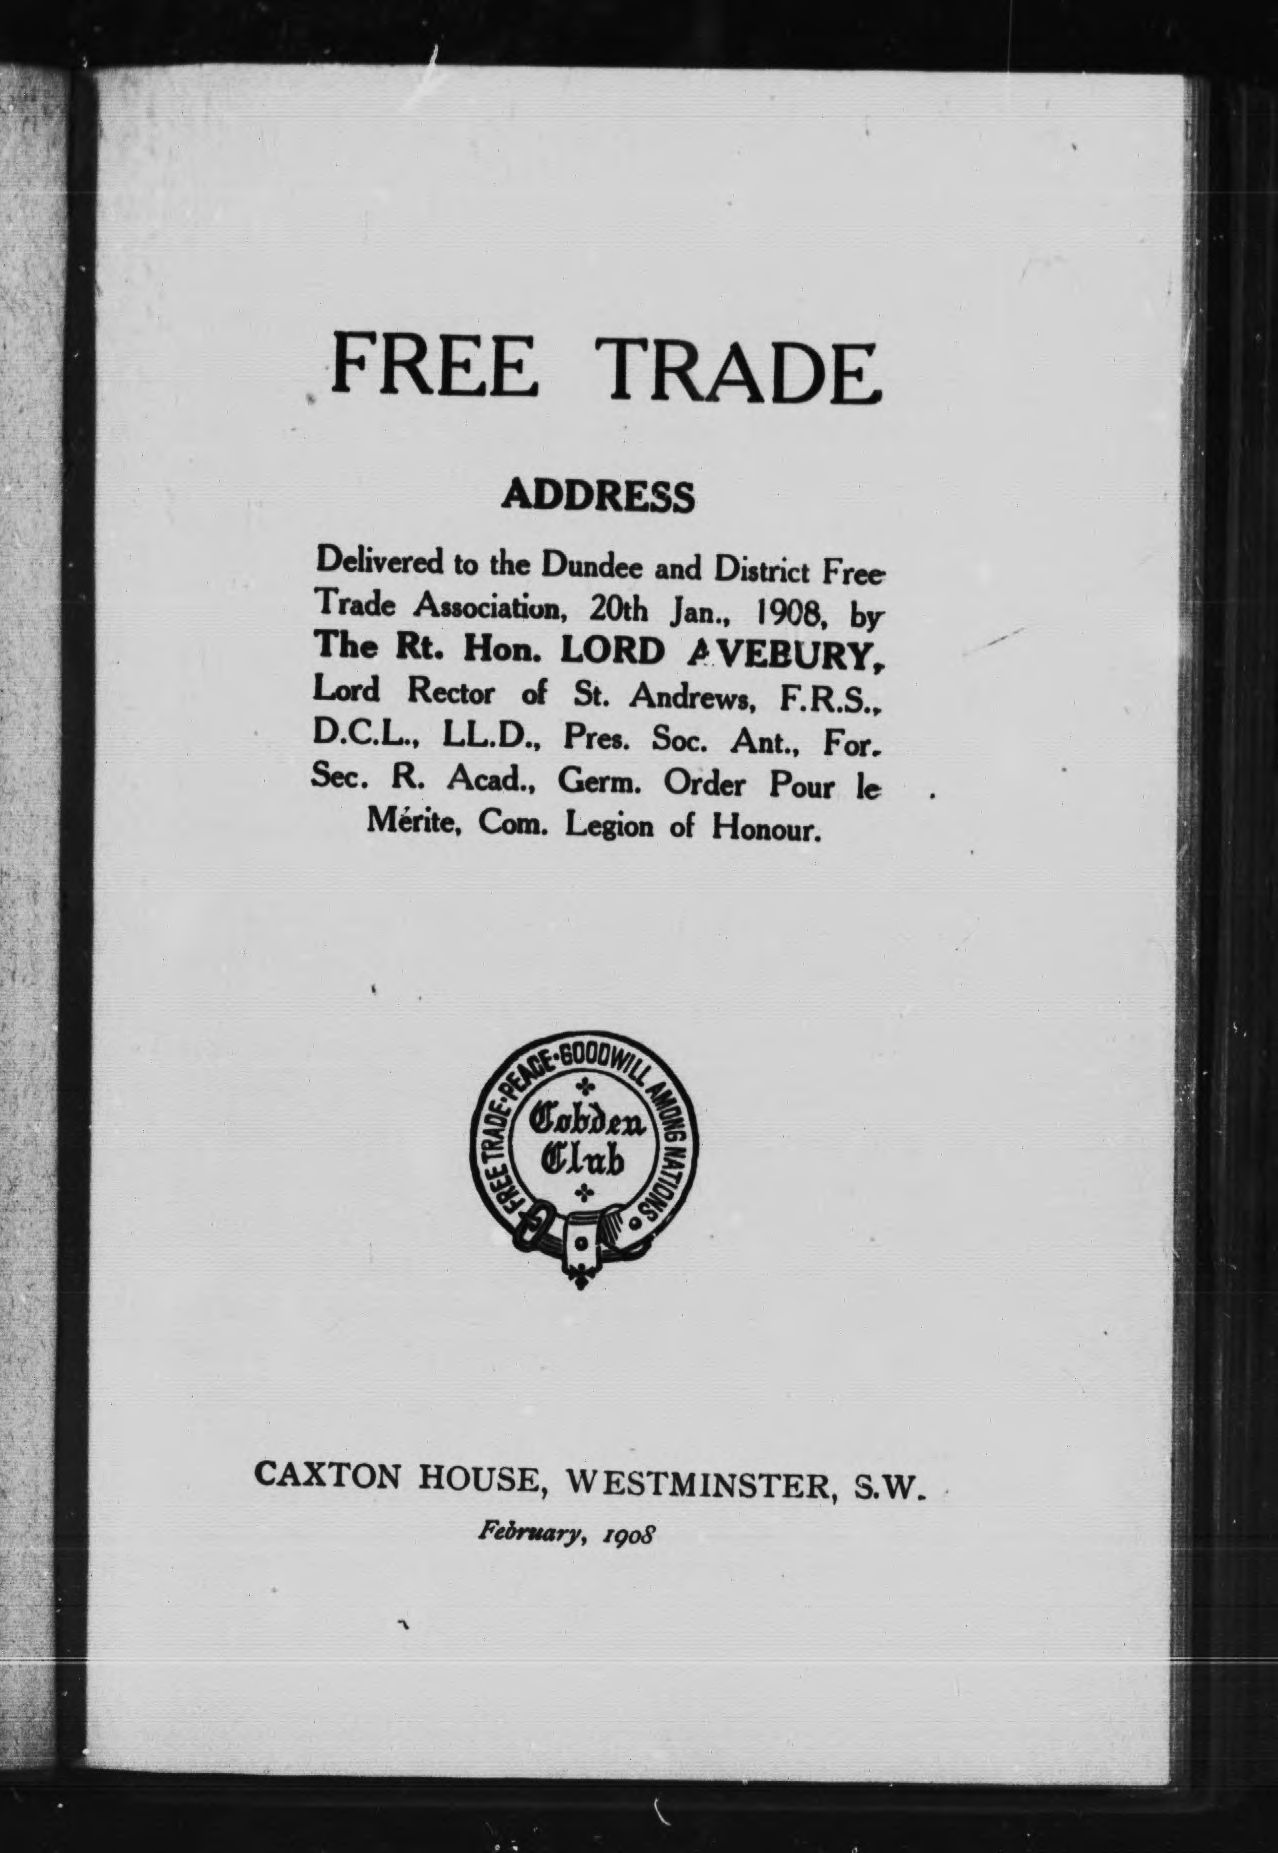 FREE TRADE
ADDRESS
Delivered to the Dundee and District Free
Trade Association, 20th Jan., 1908, by
The Rt. Hon. LORD AVEBURY,
Lord Rector of St. Andrews, F.R.S.,
D.C.L., LL.D., Pres. Soc. Ant., For.
Sec. R. Acad., Germ. Order Pour le
Mérite, Com. Legion of Honour.
FREE TRADE·PEACE·GOODWILL AMONG NATIONS
Cobden
Club
CAXTON HOUSE, WESTMINSTER, S.W.
February, 1908